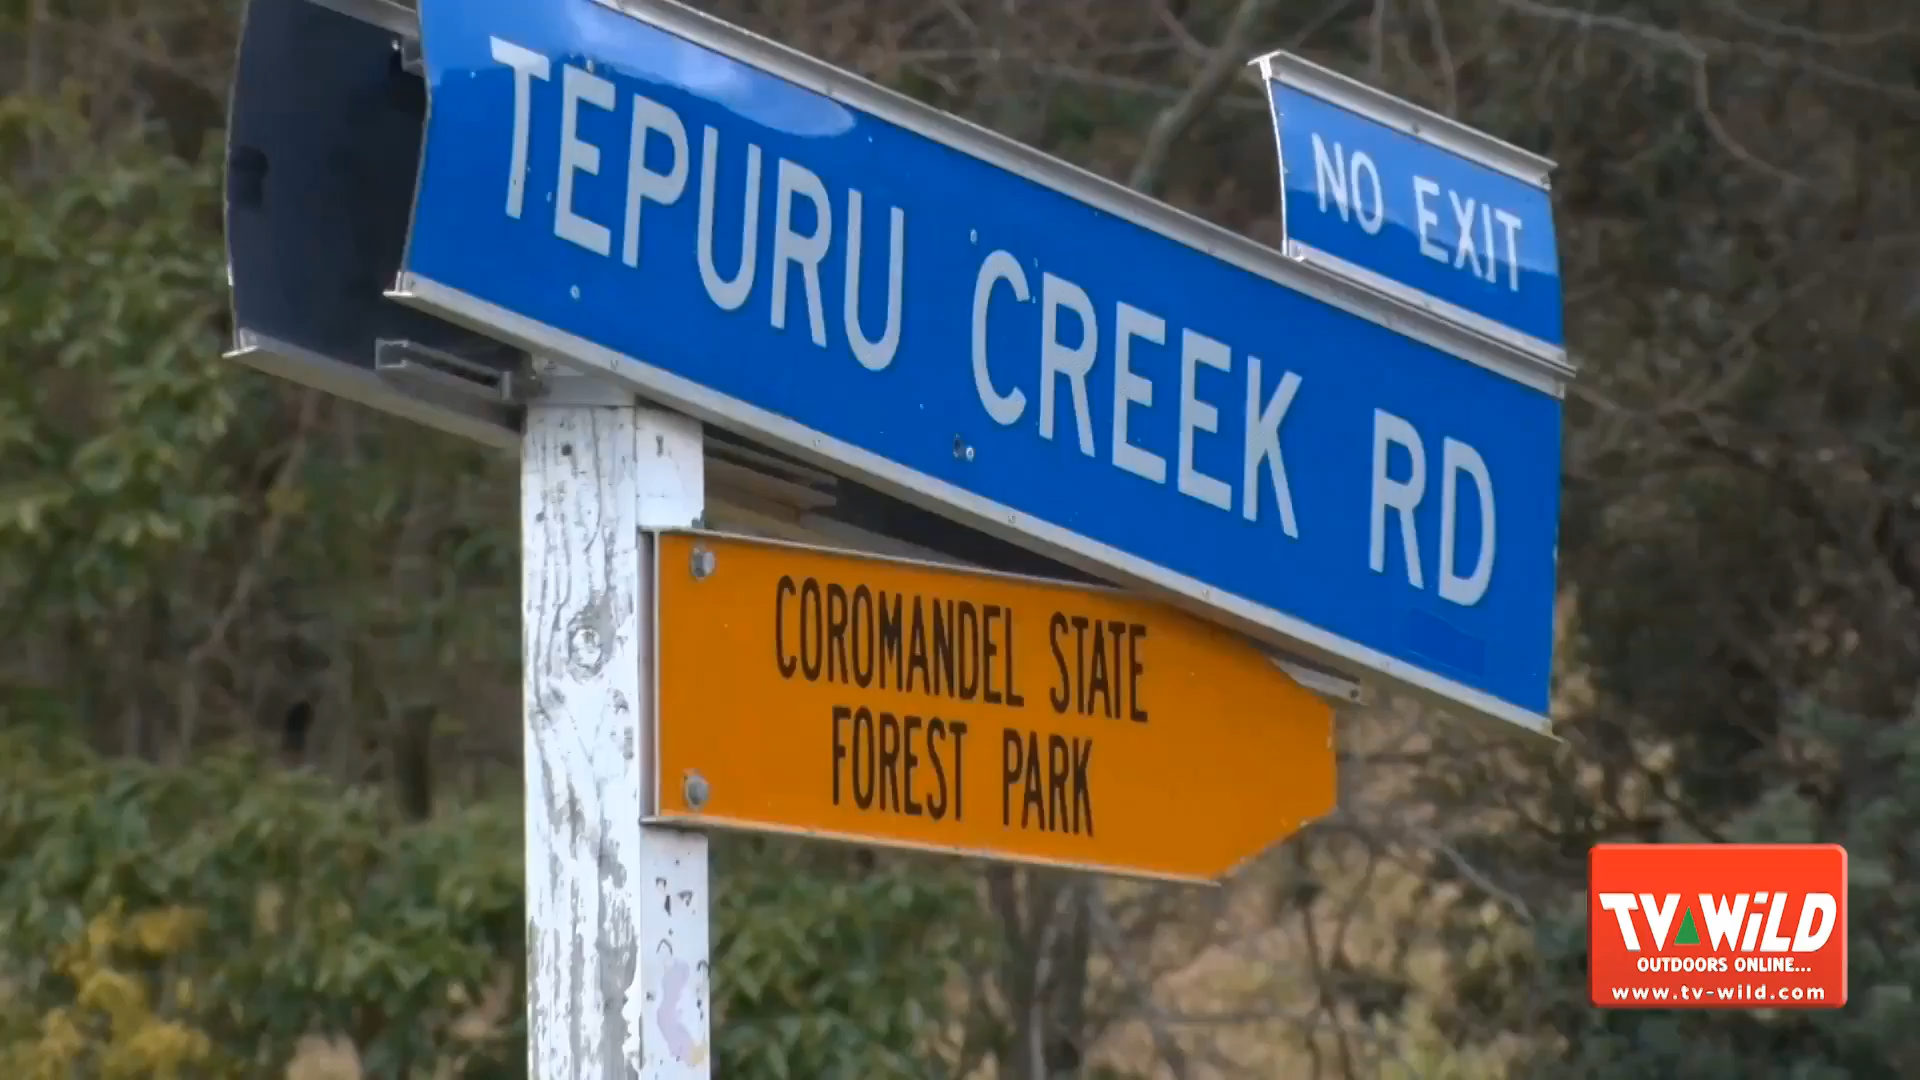 NO EXIT
TEPURU CREEK RD
COROMANDEL STATE
FOREST PARK
TV WiLD
OUTDOORS ONLINE...
www.tv-wild.com